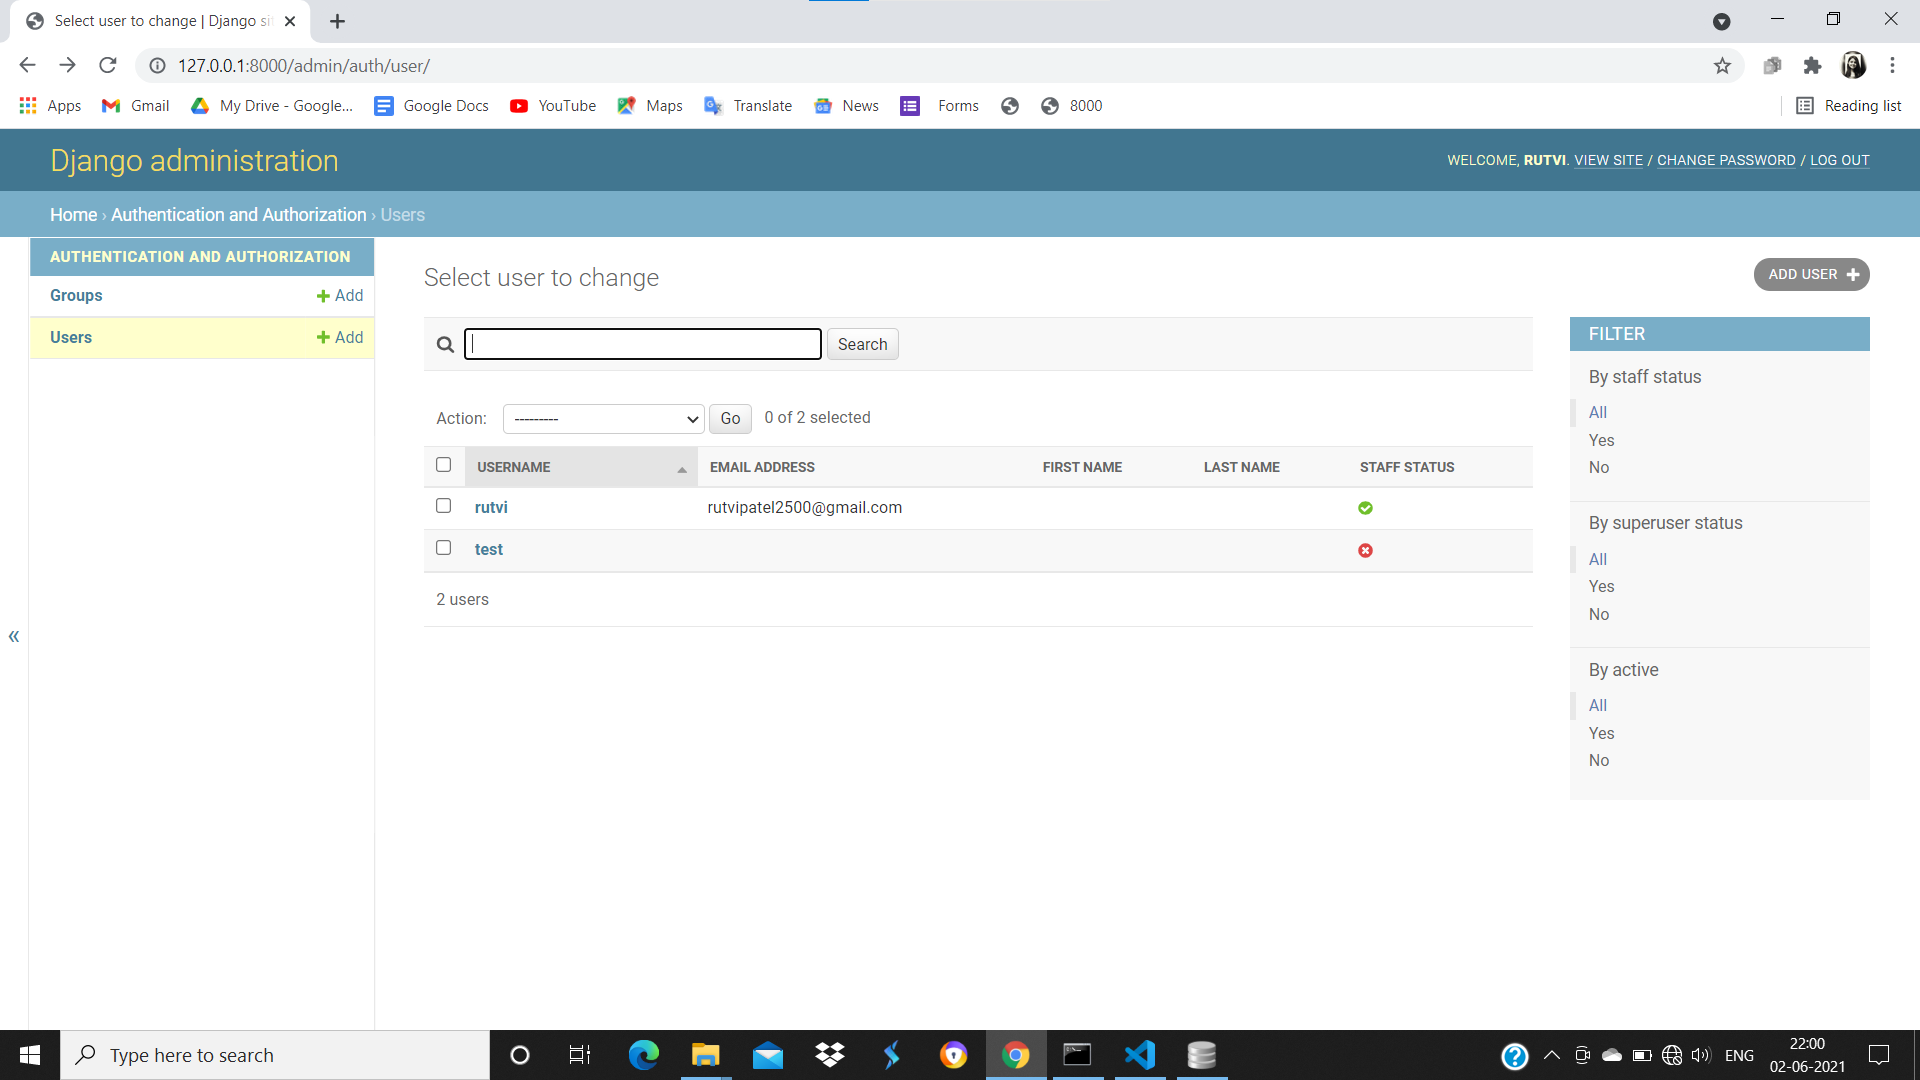 Select user to change | Django si
127.0.0.1:8000/admin/auth/user/
Apps Gmail My Drive - Google... Google Docs YouTube Maps Translate News Forms 8000 Reading list
Django administration
WELCOME, RUTVI. VIEW SITE / CHANGE PASSWORD / LOG OUT
Home › Authentication and Authorization › Users
AUTHENTICATION AND AUTHORIZATION
Groups + Add
Users + Add
«
Select user to change
ADD USER +
Search
Action: --------- Go 0 of 2 selected
USERNAME EMAIL ADDRESS FIRST NAME LAST NAME STAFF STATUS
rutvi rutvipatel2500@gmail.com
test
2 users
FILTER
By staff status
All
Yes
No
By superuser status
All
Yes
No
By active
All
Yes
No
Type here to search
ENG
22:00
02-06-2021